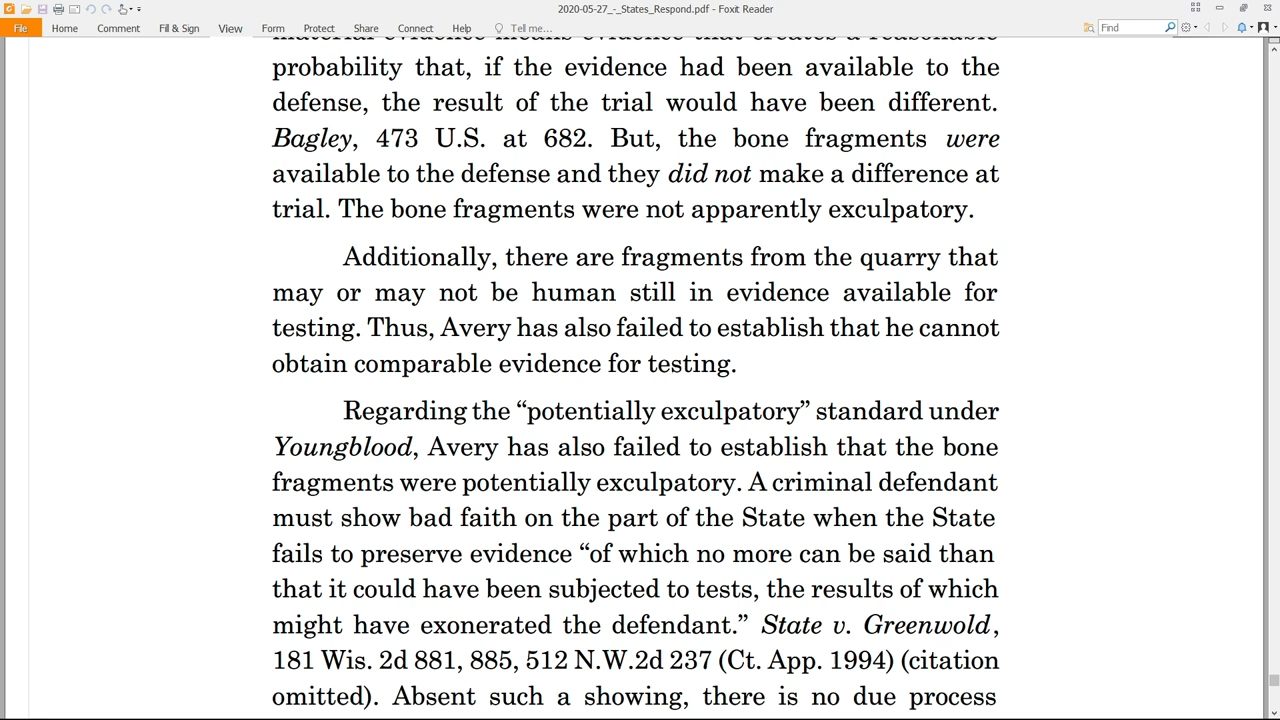 2020-05-27_-_States_Respond.pdf - Foxit Reader
File Home Comment Fill & Sign View Form Protect Share Connect Help Tell me... Find
material evidence means evidence that creates a reasonable
probability that, if the evidence had been available to the
defense, the result of the trial would have been different.
Bagley, 473 U.S. at 682. But, the bone fragments were
available to the defense and they did not make a difference at
trial. The bone fragments were not apparently exculpatory.
Additionally, there are fragments from the quarry that
may or may not be human still in evidence available for
testing. Thus, Avery has also failed to establish that he cannot
obtain comparable evidence for testing.
Regarding the “potentially exculpatory” standard under
Youngblood, Avery has also failed to establish that the bone
fragments were potentially exculpatory. A criminal defendant
must show bad faith on the part of the State when the State
fails to preserve evidence “of which no more can be said than
that it could have been subjected to tests, the results of which
might have exonerated the defendant.” State v. Greenwold,
181 Wis. 2d 881, 885, 512 N.W.2d 237 (Ct. App. 1994) (citation
omitted). Absent such a showing, there is no due process